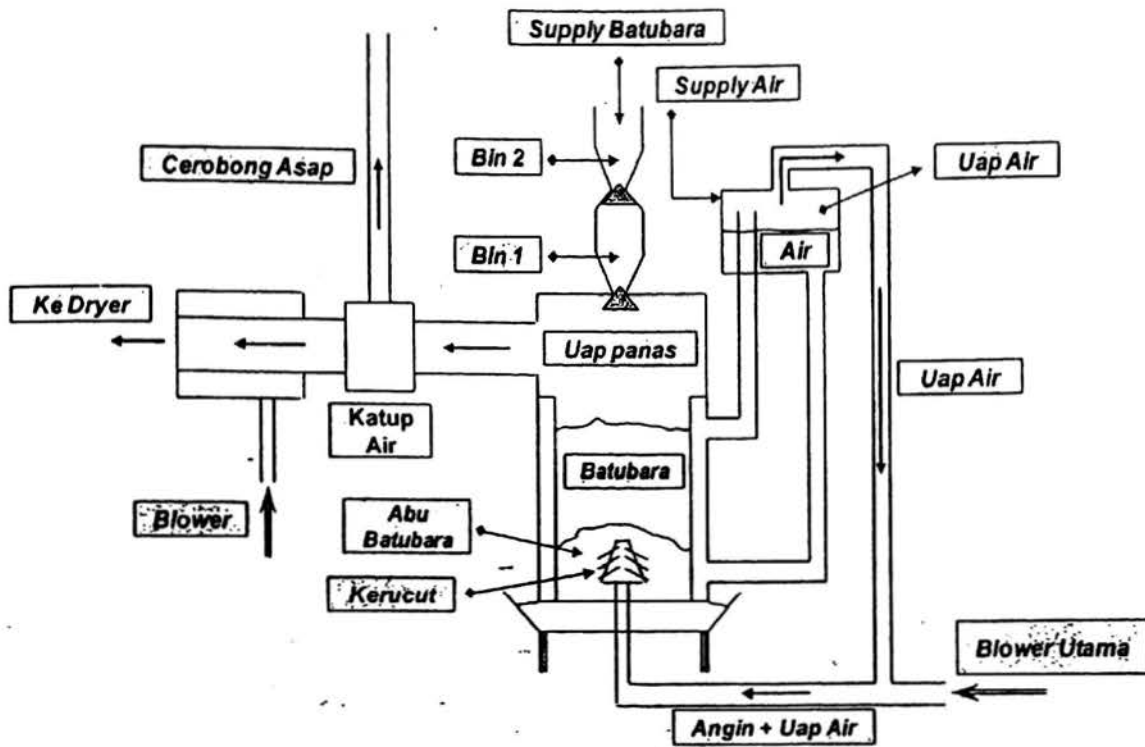 Supply Batubara
Supply Air
Cerobong Asap
Bin 2
Uap Air
Bin 1
Air
Ke Dryer
Uap panas
Uap Air
Katup
Air
Batubara
Blower
Abu
Batubara
Kerucut
Blower Utama
Angin + Uap Air